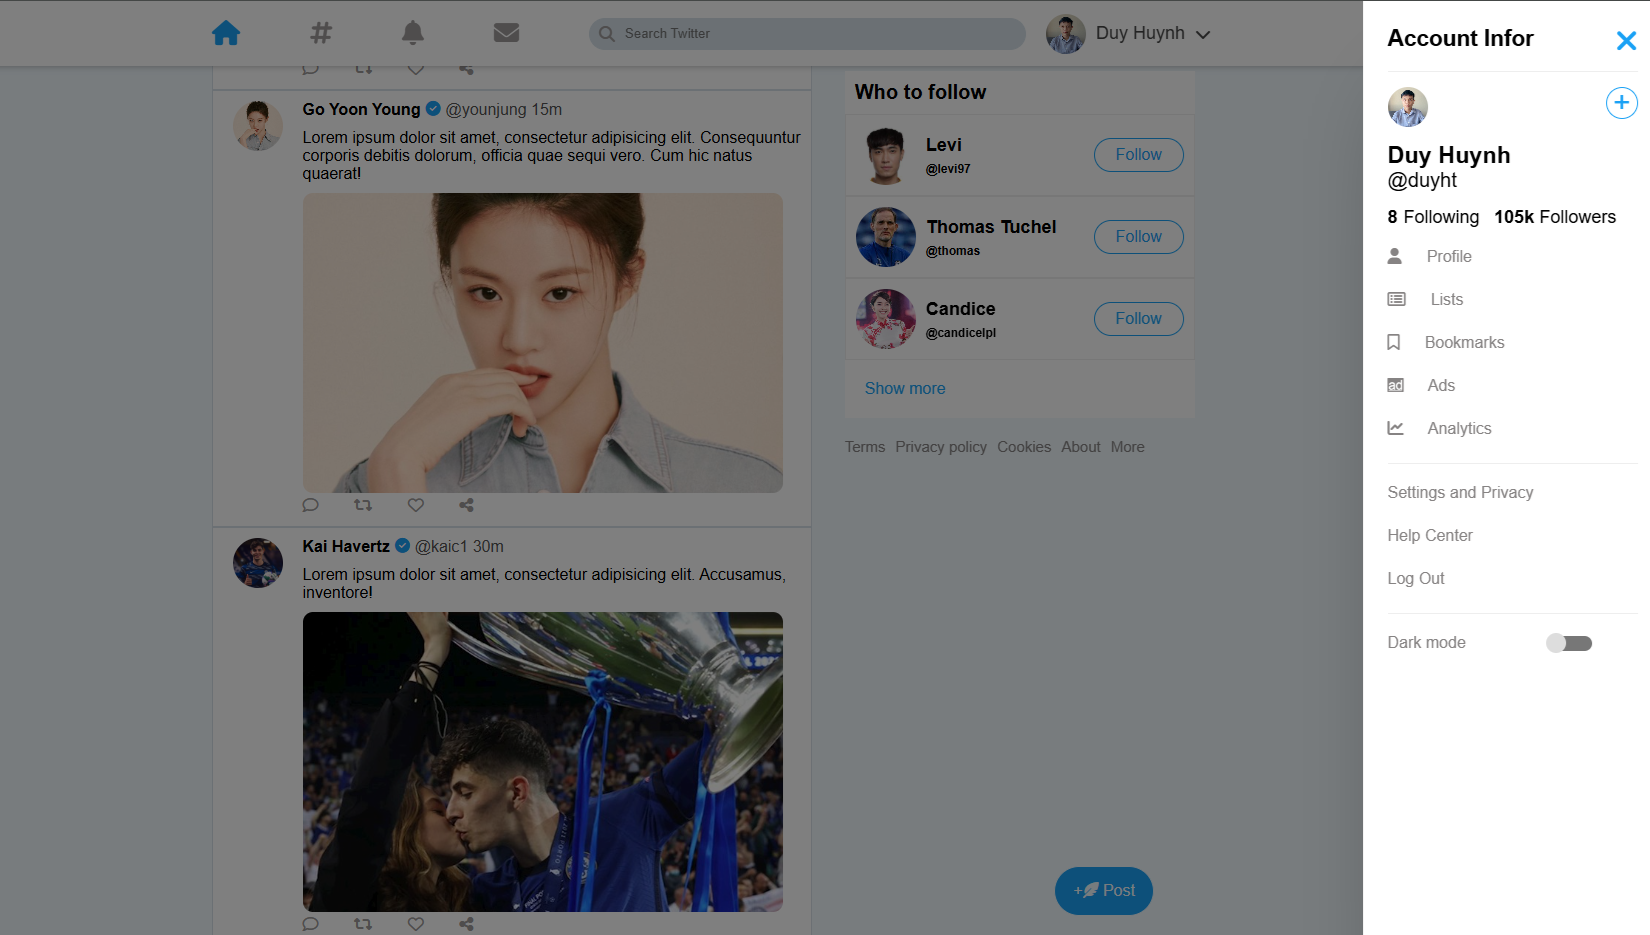 Search Twitter
Duy Huynh
Go Yoon Young @younjung 15m
Lorem ipsum dolor sit amet, consectetur adipisicing elit. Consequuntur
corporis debitis dolorum, officia quae sequi vero. Cum hic natus
quaerat!
Kai Havertz @kaic1 30m
Lorem ipsum dolor sit amet, consectetur adipisicing elit. Accusamus,
inventore!
Who to follow
Levi
@levi97
Follow
Thomas Tuchel
@thomas
Follow
Candice
@candicelpl
Follow
Show more
Terms Privacy policy Cookies About More
+ Post
Account Infor
Duy Huynh
@duyht
8 Following 105k Followers
Profile
Lists
Bookmarks
ad Ads
Analytics
Settings and Privacy
Help Center
Log Out
Dark mode